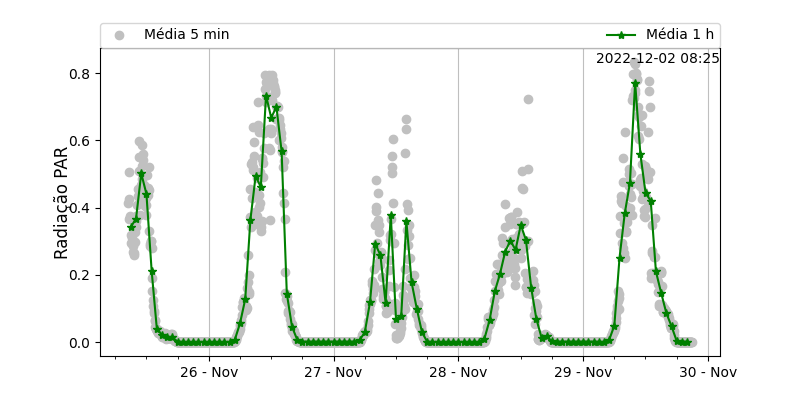 Média 5 min
Média 1 h
2022-12-02 08:25
Radiação PAR
0.8
0.6
0.4
0.2
0.0
26 - Nov
27 - Nov
28 - Nov
29 - Nov
30 - Nov